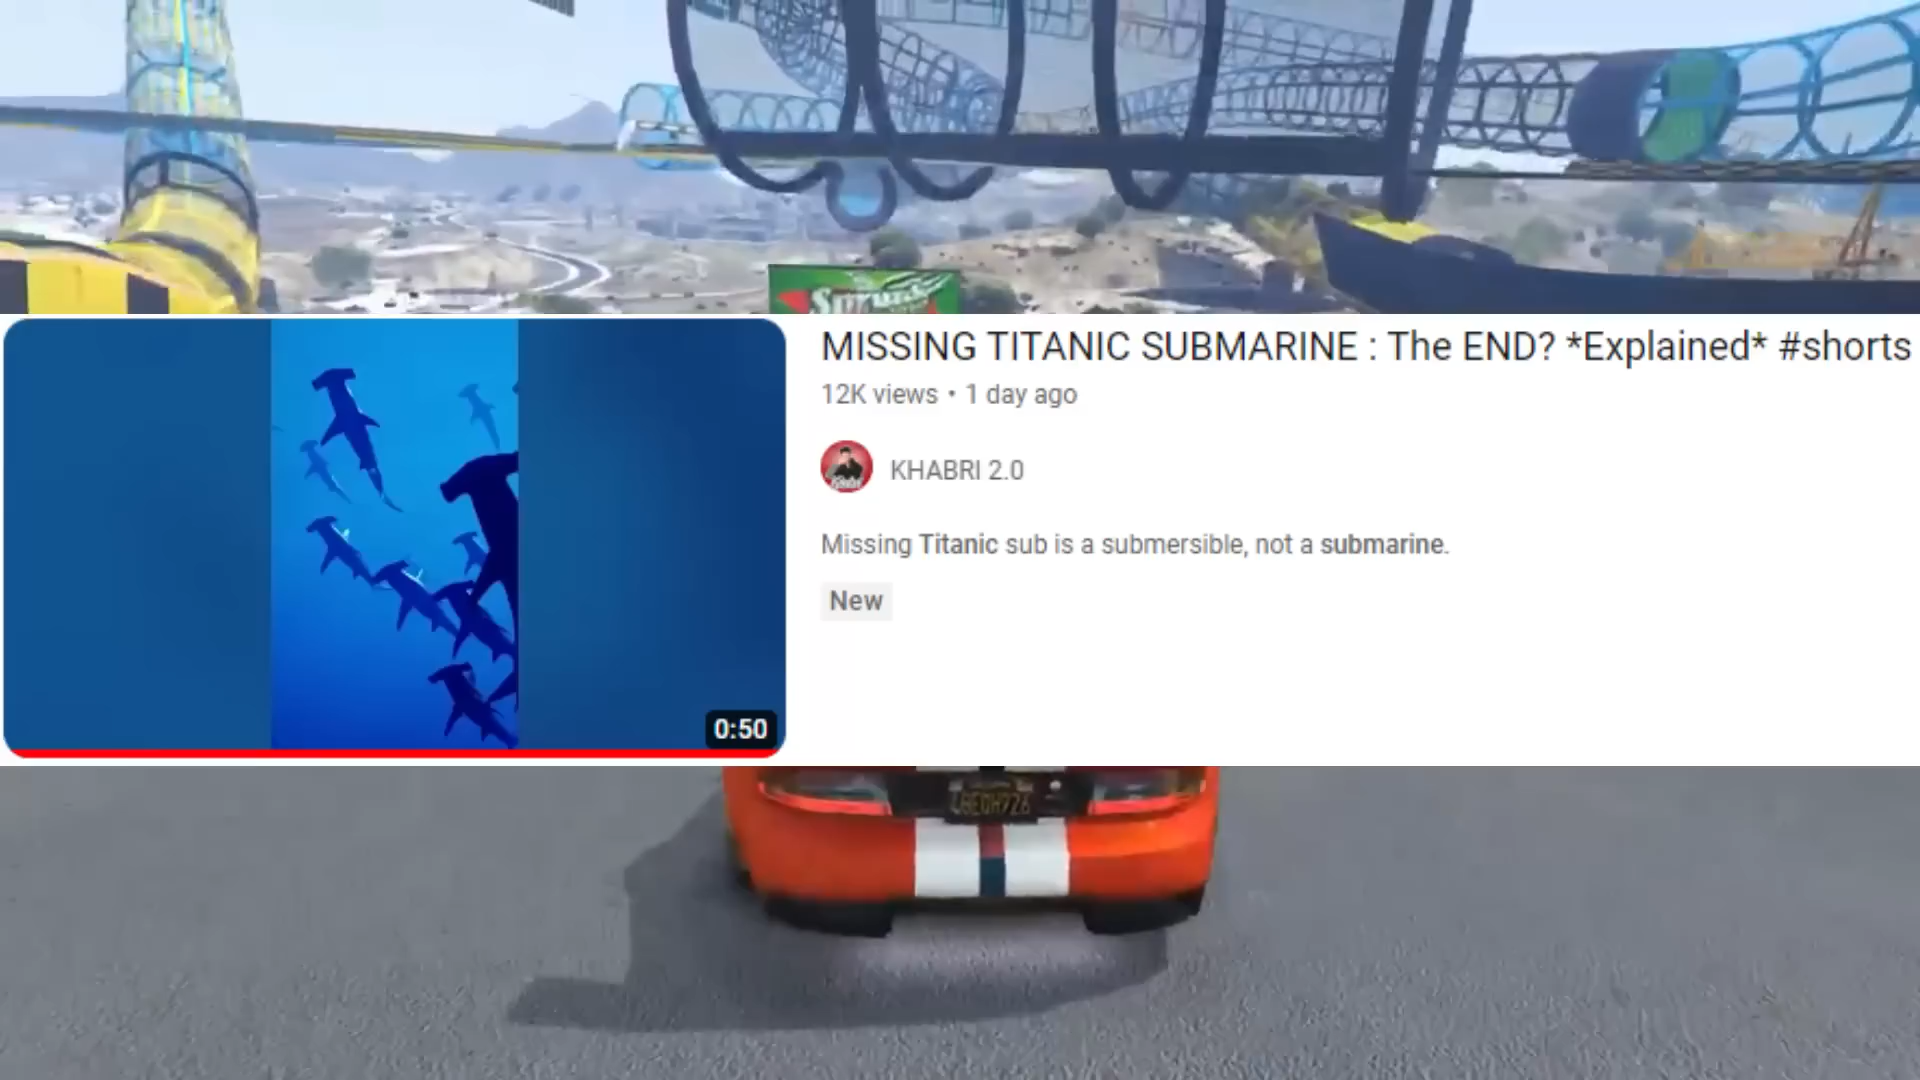 Sprunk
MISSING TITANIC SUBMARINE : The END? *Explained* #shorts
12K views • 1 day ago
KHABRI 2.0
Missing Titanic sub is a submersible, not a submarine.
New
0:50